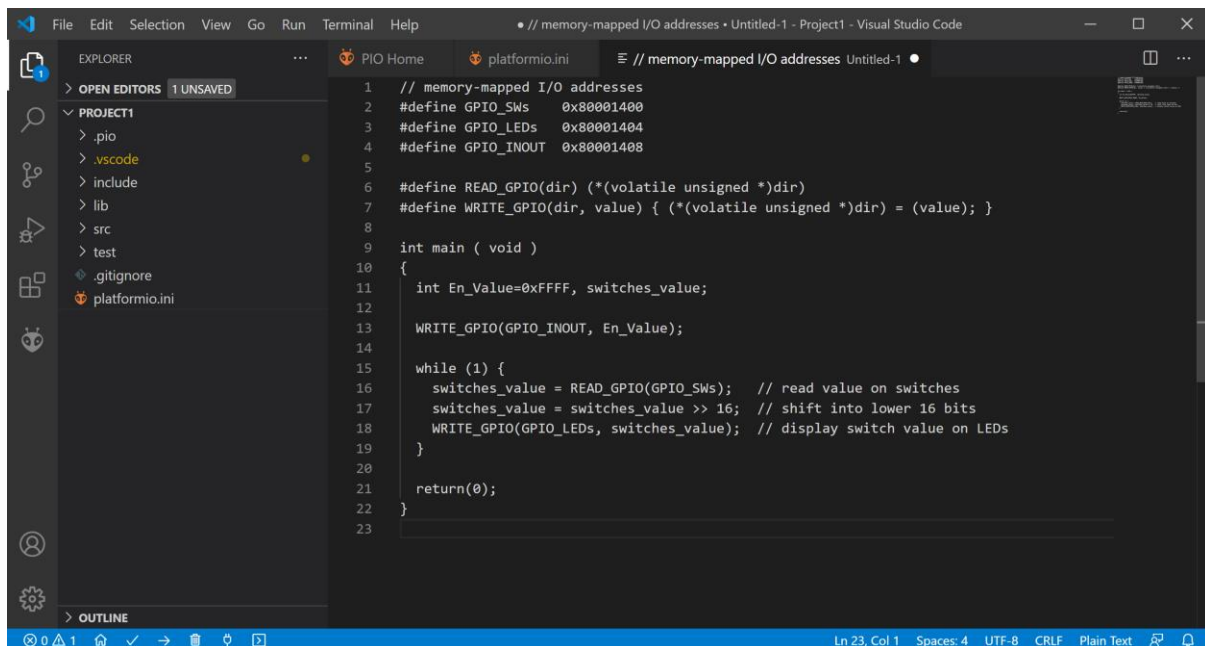 File Edit Selection View Go Run Terminal Help ● // memory-mapped I/O addresses • Untitled-1 - Project1 - Visual Studio Code
EXPLORER ···
> OPEN EDITORS 1 UNSAVED
PROJECT1
> .pio
> .vscode
> include
> lib
> src
> test
.gitignore
platformio.ini
> OUTLINE
PIO Home platformio.ini // memory-mapped I/O addresses Untitled-1 ●
1 // memory-mapped I/O addresses
2 #define GPIO_SWs    0x80001400
3 #define GPIO_LEDs   0x80001404
4 #define GPIO_INOUT  0x80001408
5
6 #define READ_GPIO(dir) (*(volatile unsigned *)dir)
7 #define WRITE_GPIO(dir, value) { (*(volatile unsigned *)dir) = (value); }
8
9 int main ( void )
10 {
11   int En_Value=0xFFFF, switches_value;
12
13   WRITE_GPIO(GPIO_INOUT, En_Value);
14
15   while (1) {
16     switches_value = READ_GPIO(GPIO_SWs);   // read value on switches
17     switches_value = switches_value >> 16;  // shift into lower 16 bits
18     WRITE_GPIO(GPIO_LEDs, switches_value);  // display switch value on LEDs
19   }
20
21   return(0);
22 }
23
1
0 1 Ln 23, Col 1 Spaces: 4 UTF-8 CRLF Plain Text